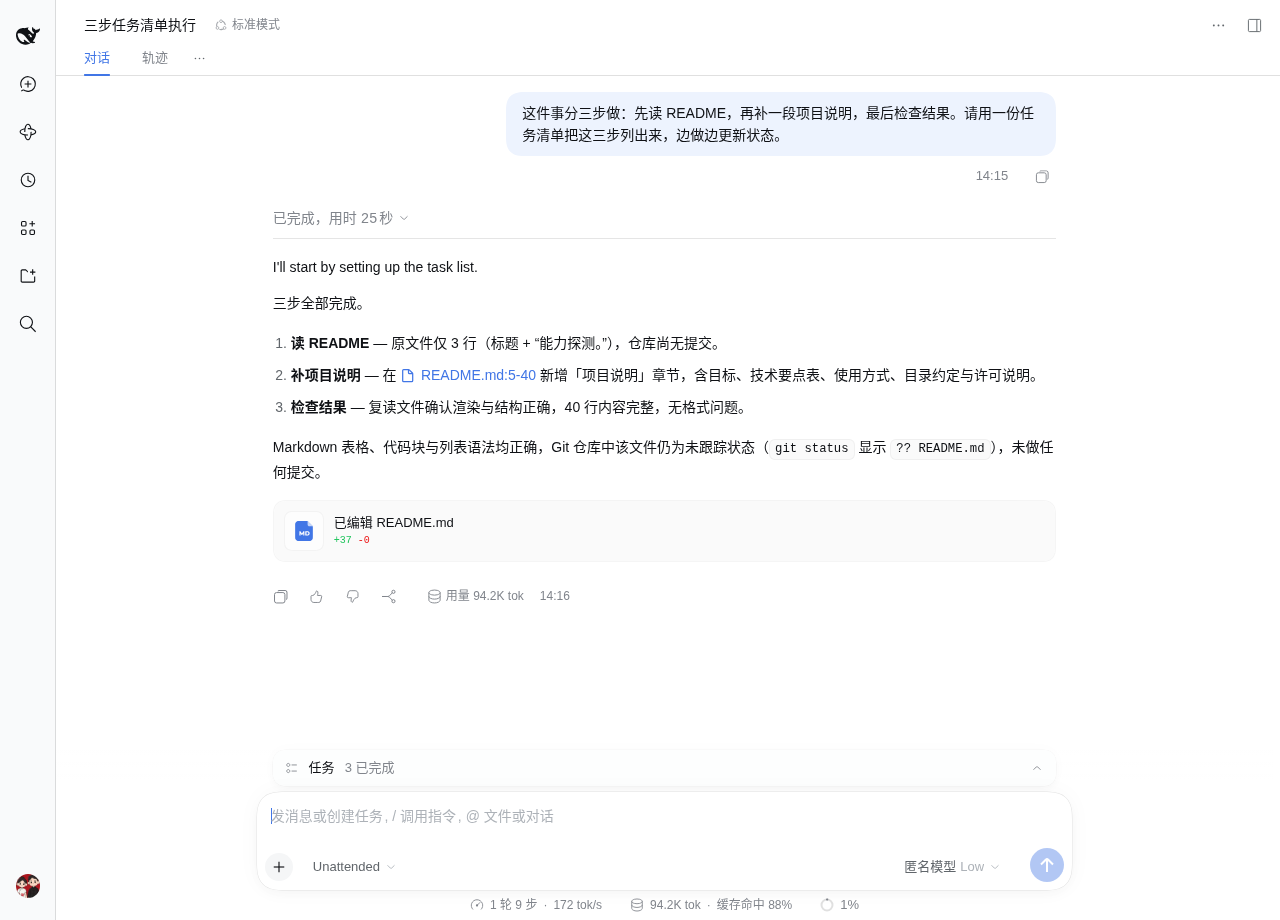 三步任务清单执行 标准模式
对话 轨迹
这件事分三步做：先读 README，再补一段项目说明，最后检查结果。请用一份任
务清单把这三步列出来，边做边更新状态。
14:15
已完成，用时 25秒
I'll start by setting up the task list.
三步全部完成。
1. 读 README — 原文件仅 3 行（标题 + “能力探测。”），仓库尚无提交。
2. 补项目说明 — 在 README.md:5-40 新增「项目说明」章节，含目标、技术要点表、使用方式、目录约定与许可说明。
3. 检查结果 — 复读文件确认渲染与结构正确，40 行内容完整，无格式问题。
Markdown 表格、代码块与列表语法均正确，Git 仓库中该文件仍为未跟踪状态（git status 显示 ?? README.md），未做任
何提交。
MD
已编辑 README.md
+37 -0
用量 94.2K tok 14:16
任务 3 已完成
发消息或创建任务, / 调用指令, @ 文件或对话
Unattended 匿名模型 Low
1 轮 9 步 · 172 tok/s 94.2K tok · 缓存命中 88% 1%